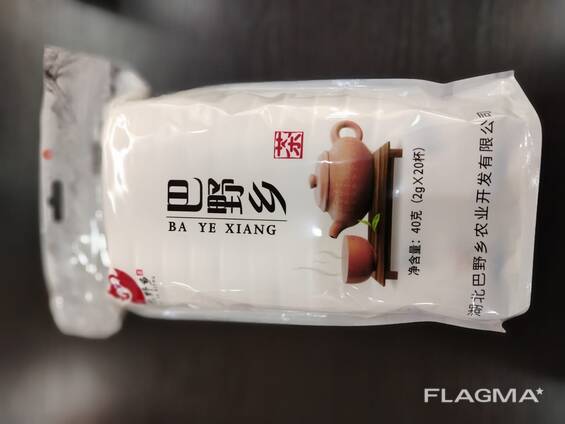 茶
巴野乡
BA YE XIANG
净含量：40克（2g×20杯）
湖北巴野乡农业开发有限公司
FLAGMA